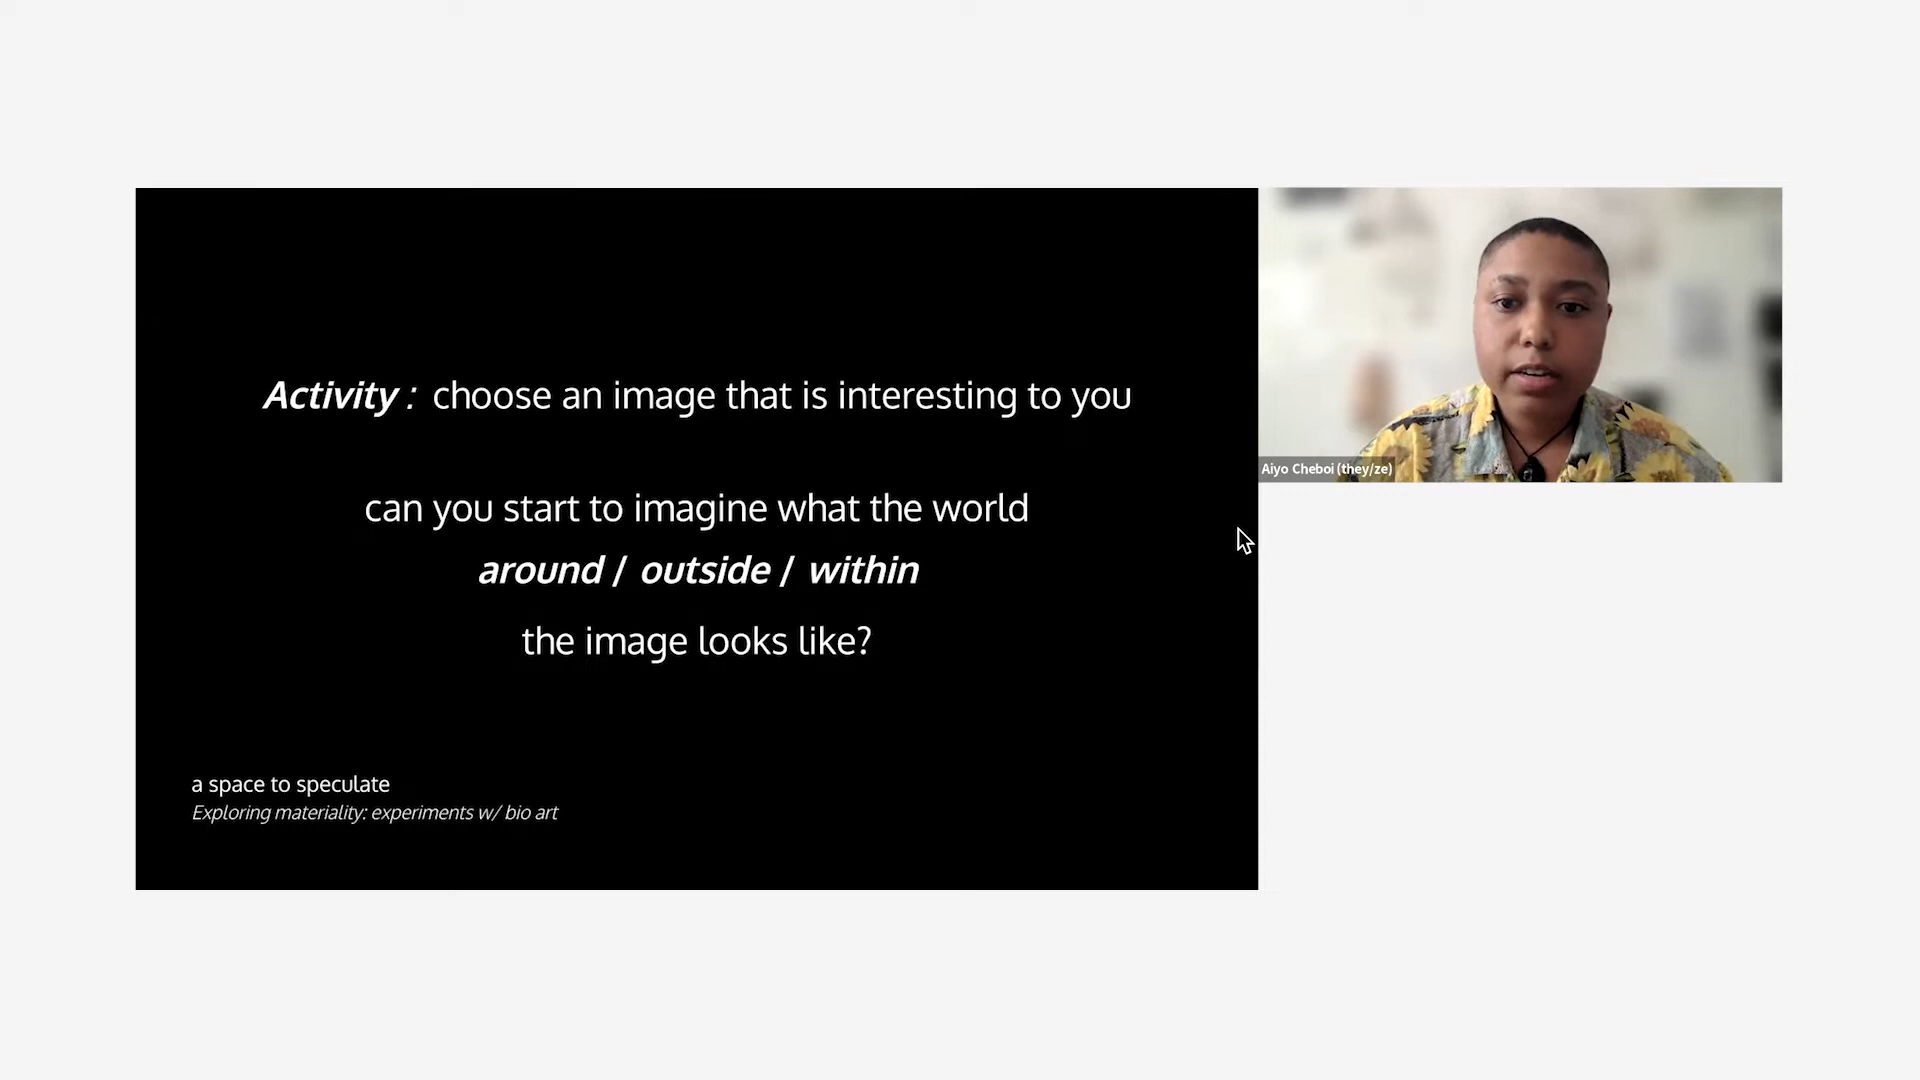 Activity : choose an image that is interesting to you
can you start to imagine what the world
around / outside / within
the image looks like?
a space to speculate
Exploring materiality: experiments w/ bio art
Aiyo Cheboi (they/ze)